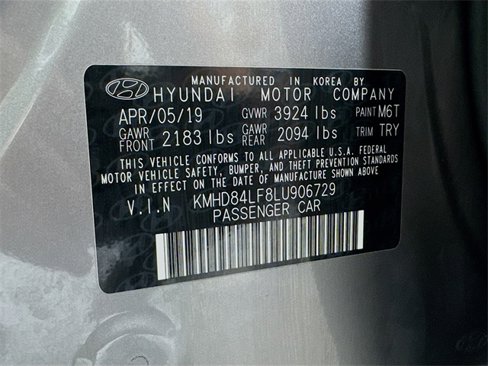 MANUFACTURED IN KOREA BY
HYUNDAI MOTOR COMPANY
APR/05/19 GVWR 3924 lbs PAINT M6T
GAWR FRONT 2183 lbs GAWR REAR 2094 lbs TRIM TRY
THIS VEHICLE CONFORMS TO ALL APPLICABLE U.S.A. FEDERAL
MOTOR VEHICLE SAFETY, BUMPER, AND THEFT PREVENTION STANDARDS
IN EFFECT ON THE DATE OF MANUFACTURE SHOWN ABOVE.
V.I.N KMHD84LF8LU906729
PASSENGER CAR